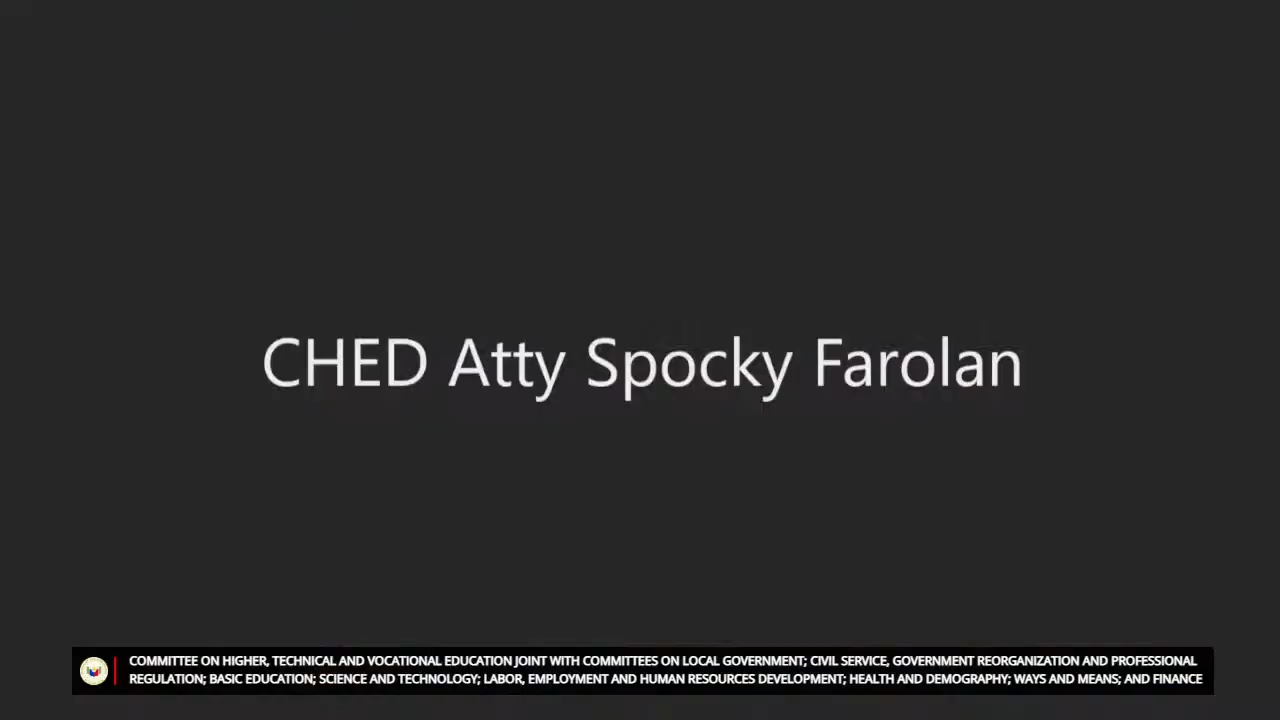 CHED Atty Spocky Farolan
COMMITTEE ON HIGHER, TECHNICAL AND VOCATIONAL EDUCATION JOINT WITH COMMITTEES ON LOCAL GOVERNMENT; CIVIL SERVICE, GOVERNMENT REORGANIZATION AND PROFESSIONAL
REGULATION; BASIC EDUCATION; SCIENCE AND TECHNOLOGY; LABOR, EMPLOYMENT AND HUMAN RESOURCES DEVELOPMENT; HEALTH AND DEMOGRAPHY; WAYS AND MEANS; AND FINANCE